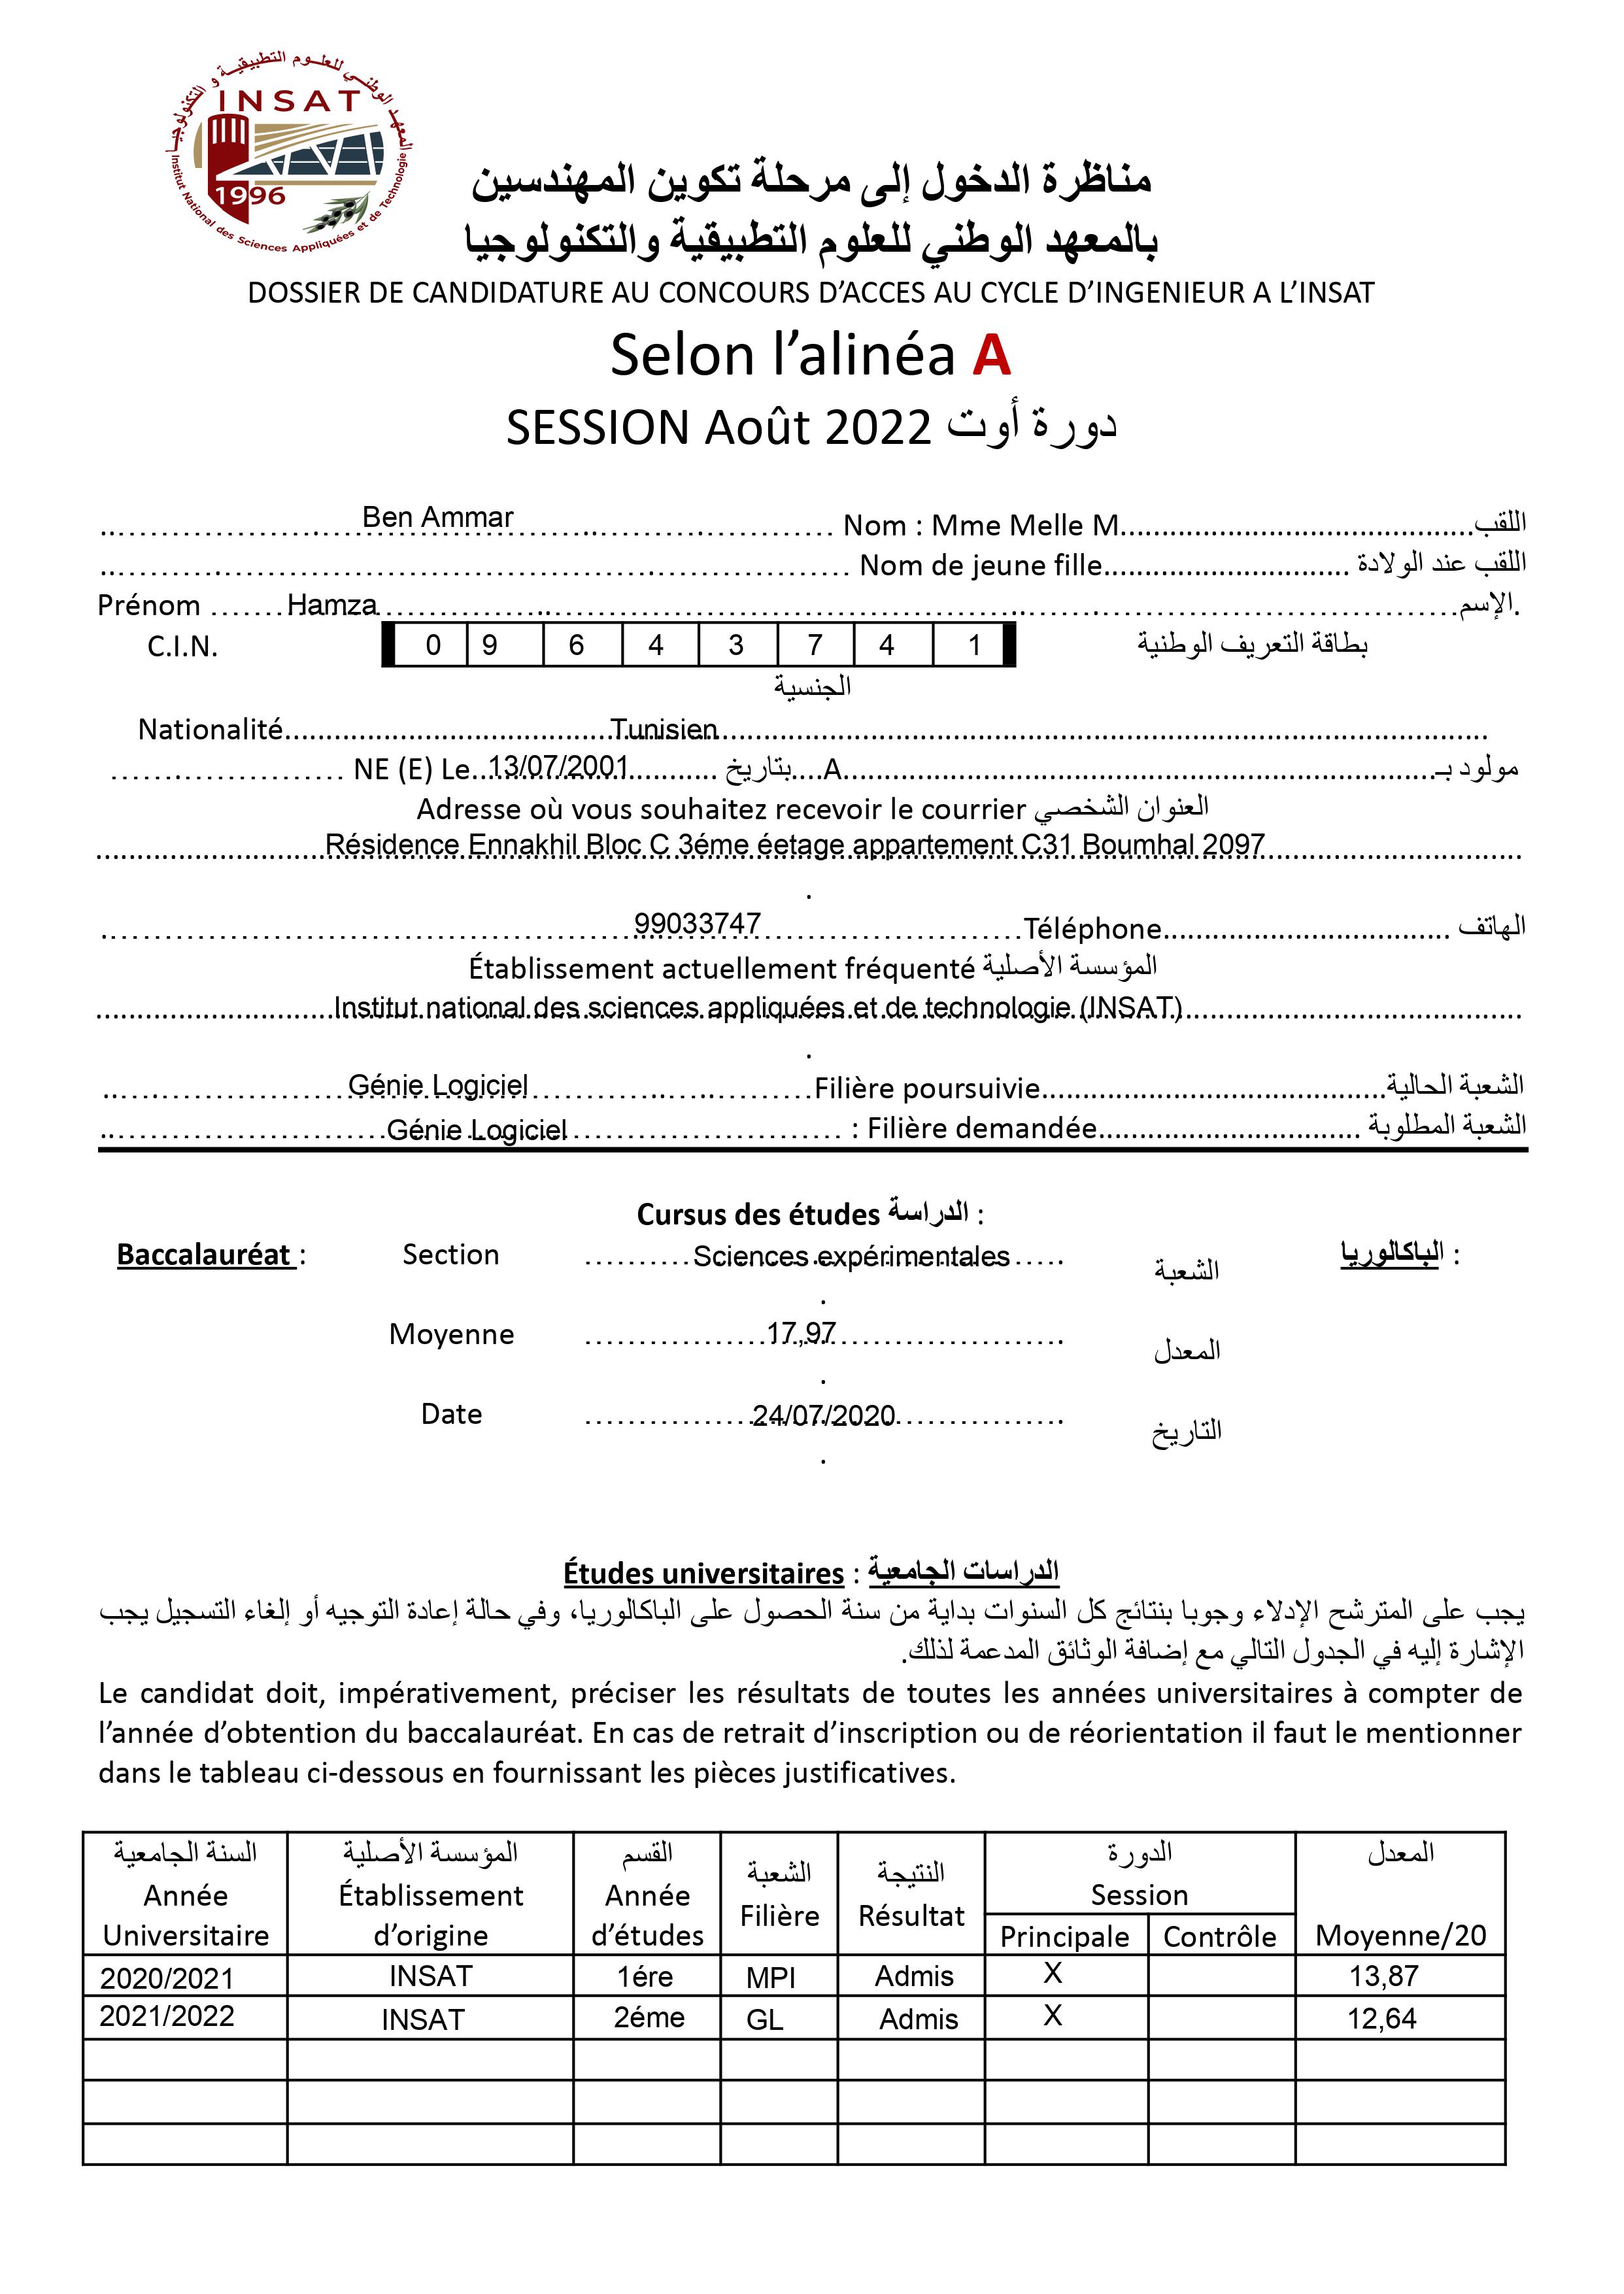 المعهد الوطني للعلوم التطبيقية و التكنولوجيا
INSAT
1996
Institut National des Sciences Appliquées et de Technologie
مناظرة الدخول إلى مرحلة تكوين المهندسين
بالمعهد الوطني للعلوم التطبيقية والتكنولوجيا
DOSSIER DE CANDIDATURE AU CONCOURS D’ACCES AU CYCLE D’INGENIEUR A L’INSAT
Selon l’alinéa A
SESSION Août 2022 دورة أوت
Ben Ammar Nom : Mme Melle M اللقب
Nom de jeune fille اللقب عند الولادة
Prénom Hamza الإسم.
C.I.N. 0 9 6 4 3 7 4 1 بطاقة التعريف الوطنية
الجنسية
Nationalité Tunisien
NE (E) Le 13/07/2001 بتاريخ A مولود بـ
Adresse où vous souhaitez recevoir le courrier العنوان الشخصي
Résidence Ennakhil Bloc C 3éme éetage appartement C31 Boumhal 2097
.
99033747 Téléphone الهاتف
Établissement actuellement fréquenté المؤسسة الأصلية
Institut national des sciences appliquées et de technologie (INSAT)
.
Génie Logiciel Filière poursuivie الشعبة الحالية
Génie Logiciel : Filière demandée الشعبة المطلوبة
Cursus des études الدراسة :
Baccalauréat : Section Sciences expérimentales الشعبة الباكالوريا :
.
Moyenne 17,97 المعدل
.
Date 24/07/2020 التاريخ
.
Études universitaires : الدراسات الجامعية
يجب على المترشح الإدلاء وجوبا بنتائج كل السنوات بداية من سنة الحصول على الباكالوريا، وفي حالة إعادة التوجيه أو إلغاء التسجيل يجب
الإشارة إليه في الجدول التالي مع إضافة الوثائق المدعمة لذلك.
Le candidat doit, impérativement, préciser les résultats de toutes les années universitaires à compter de
l’année d’obtention du baccalauréat. En cas de retrait d’inscription ou de réorientation il faut le mentionner
dans le tableau ci-dessous en fournissant les pièces justificatives.
السنة الجامعية المؤسسة الأصلية القسم الشعبة النتيجة الدورة المعدل
Année Universitaire Établissement d’origine Année d’études Filière Résultat Session Moyenne/20
Principale Contrôle
2020/2021 INSAT 1ére MPI Admis X 13,87
2021/2022 INSAT 2éme GL Admis X 12,64